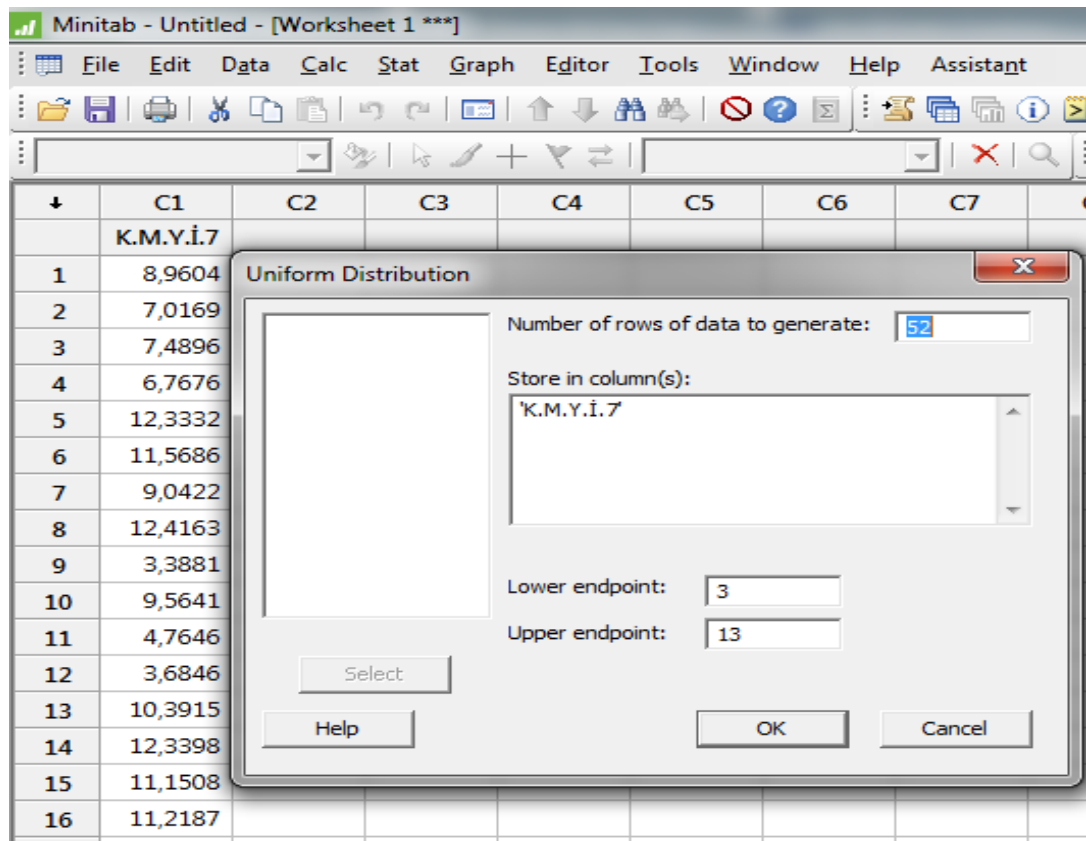 Minitab - Untitled - [Worksheet 1 ***]
File Edit Data Calc Stat Graph Editor Tools Window Help Assistant
C1 C2 C3 C4 C5 C6 C7
K.M.Y.İ.7
1 8,9604
2 7,0169
3 7,4896
4 6,7676
5 12,3332
6 11,5686
7 9,0422
8 12,4163
9 3,3881
10 9,5641
11 4,7646
12 3,6846
13 10,3915
14 12,3398
15 11,1508
16 11,2187
Uniform Distribution
Number of rows of data to generate: 52
Store in column(s):
'K.M.Y.İ.7'
Lower endpoint: 3
Upper endpoint: 13
Select
Help OK Cancel